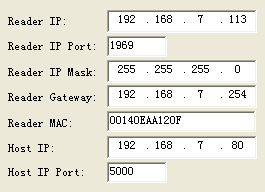 Reader IP: 192 . 168 . 7 . 113
Reader IP Port: 1969
Reader IP Mask: 255 . 255 . 255 . 0
Reader Gateway: 192 . 168 . 7 . 254
Reader MAC: 00140EAA120F
Host IP: 192 . 168 . 7 . 80
Host IP Port: 5000